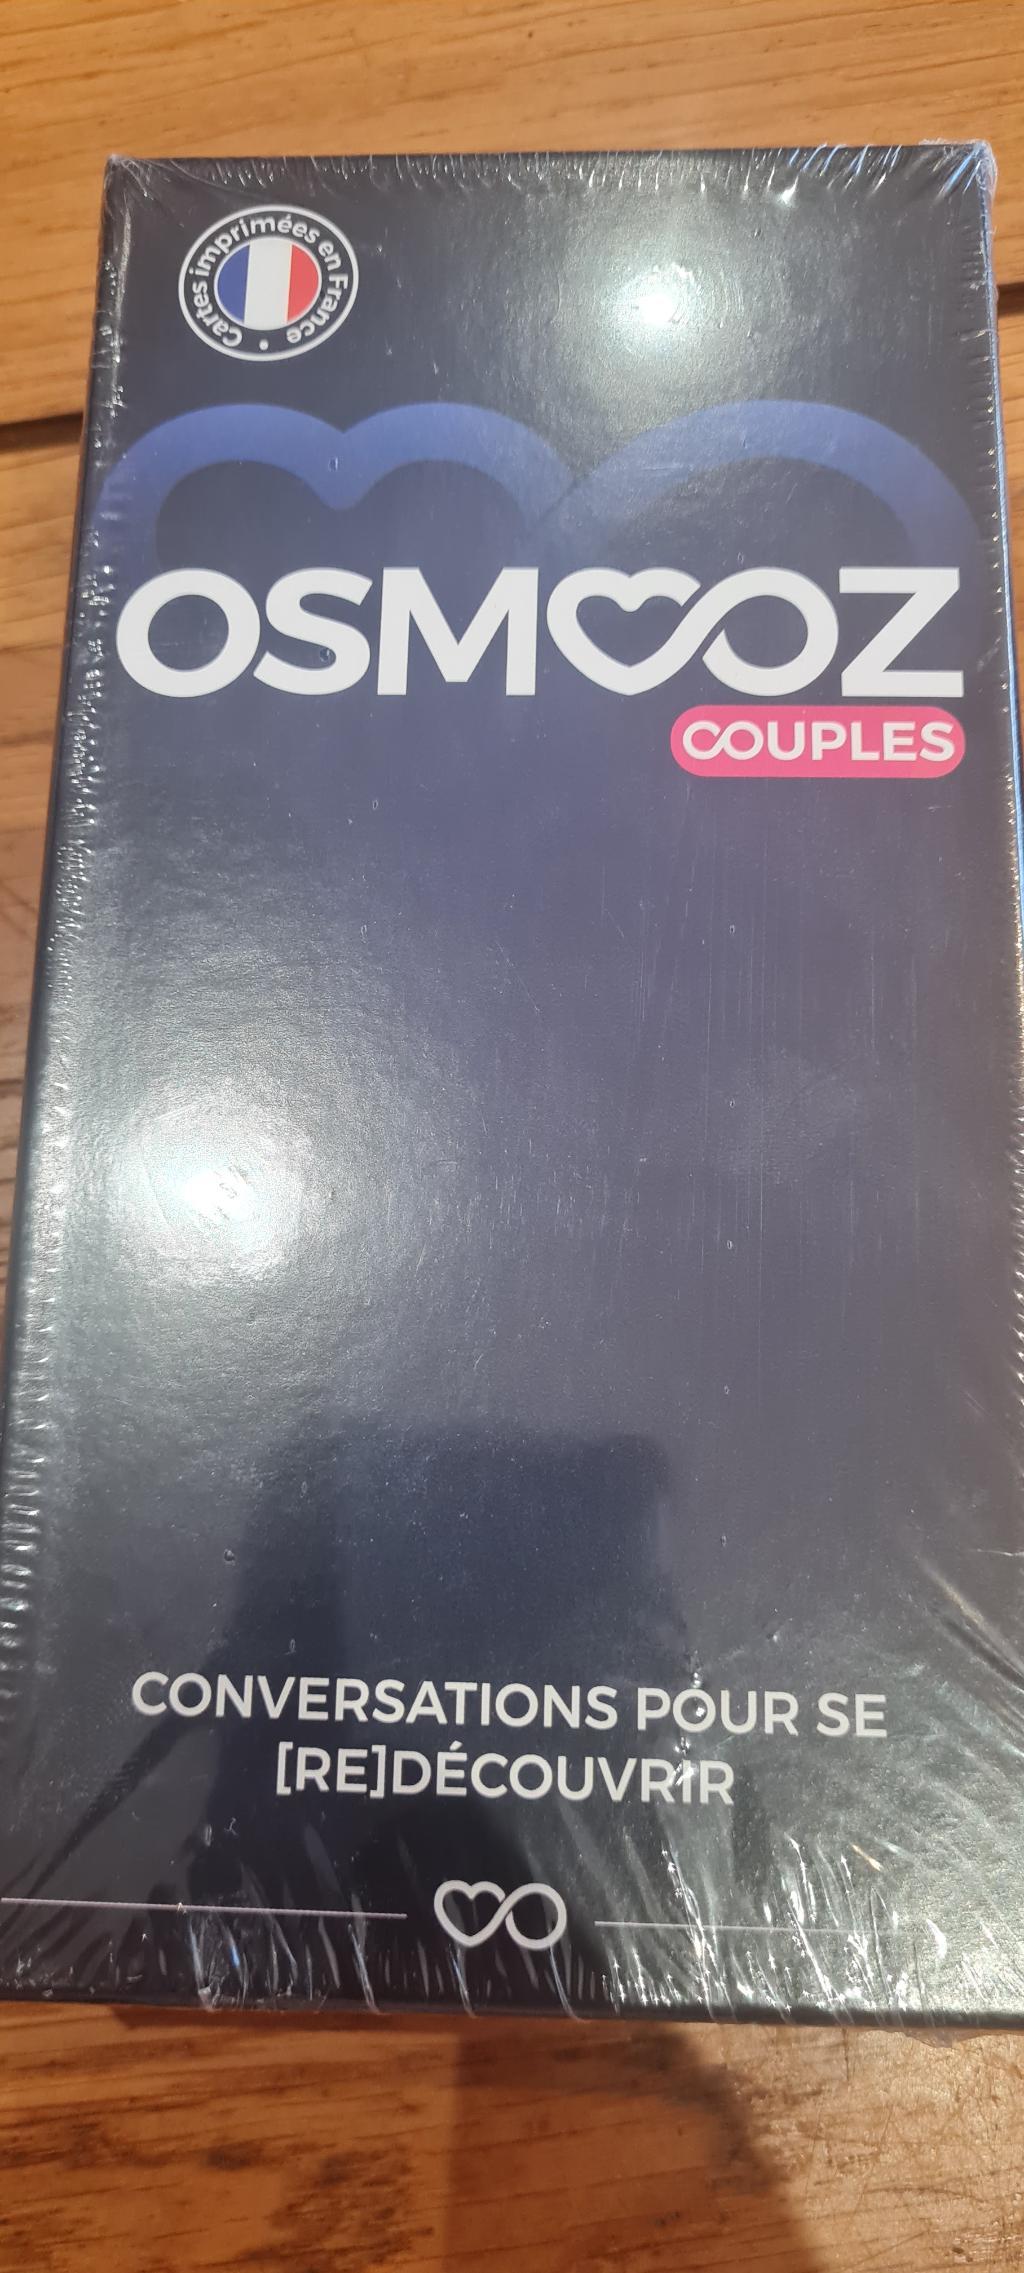 Cartes imprimées en France •
OSMOOZ
COUPLES
CONVERSATIONS POUR SE
[RE]DÉCOUVRIR